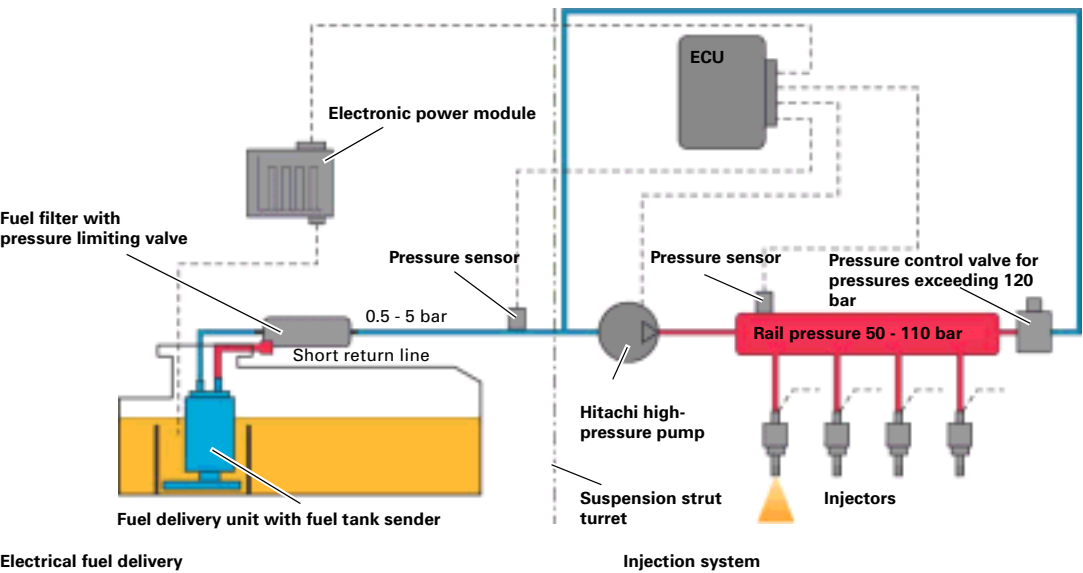 ECU
Electronic power module
Fuel filter with
pressure limiting valve
Pressure sensor
Pressure sensor
Pressure control valve for
pressures exceeding 120
bar
0.5 - 5 bar
Rail pressure 50 - 110 bar
Short return line
Hitachi high-
pressure pump
Suspension strut
turret
Injectors
Fuel delivery unit with fuel tank sender
Electrical fuel delivery
Injection system